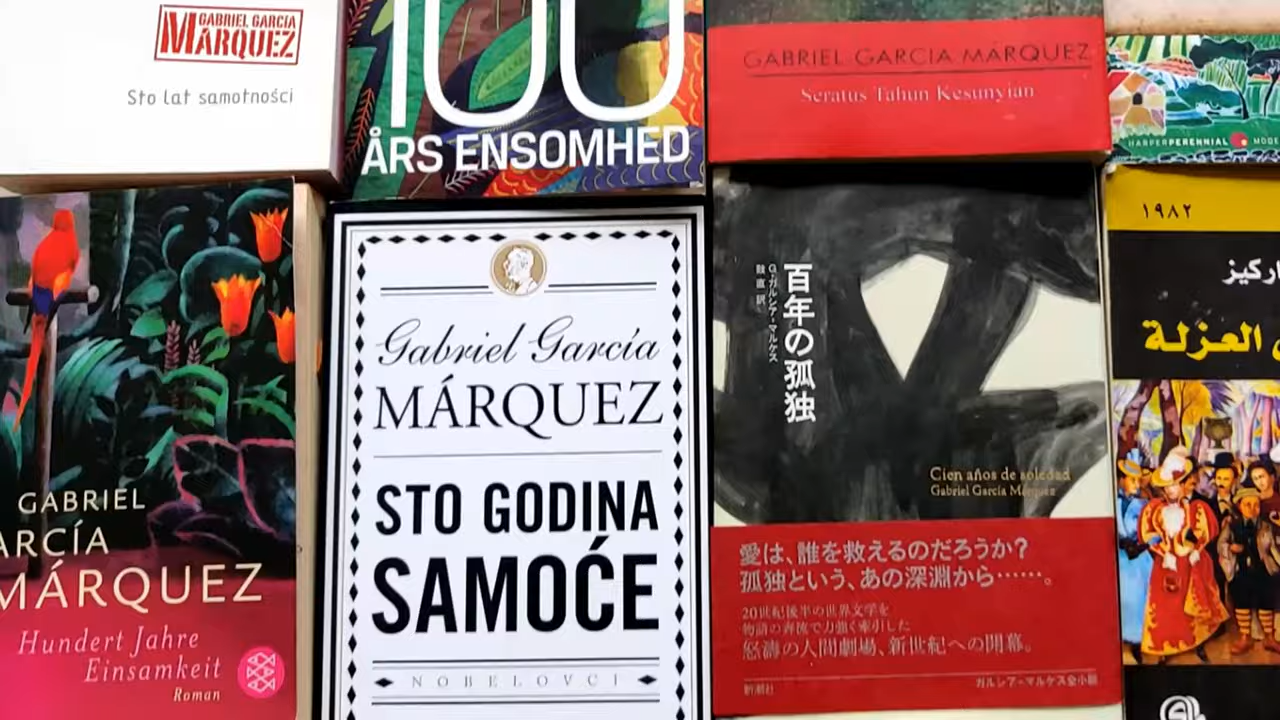 GABRIEL GARCÍA
MÁRQUEZ
Sto lat samotności
100
ÅRS ENSOMHED
GABRIEL GARCIA MÁRQUEZ
Seratus Tahun Kesunyian
HARPERPERENNIAL
GABRIEL
GARCÍA
MÁRQUEZ
Hundert Jahre
Einsamkeit
Roman
Gabriel García
MÁRQUEZ
STO GODINA
SAMOĆE
NOBELOVCI
百年の孤独
G・ガルシア=マルケス
鼓 直 訳
Cien años de soledad
Gabriel García Márquez
愛は、誰を救えるのだろうか?
孤独という、あの深淵から……。
20世紀後半の世界文学を
物語の奔流で力強く牽引した
怒濤の人間劇場、新世紀への開幕。
新潮社
ガルシア=マルケス全小説
١٩٨٢
ماركيز
العزلة